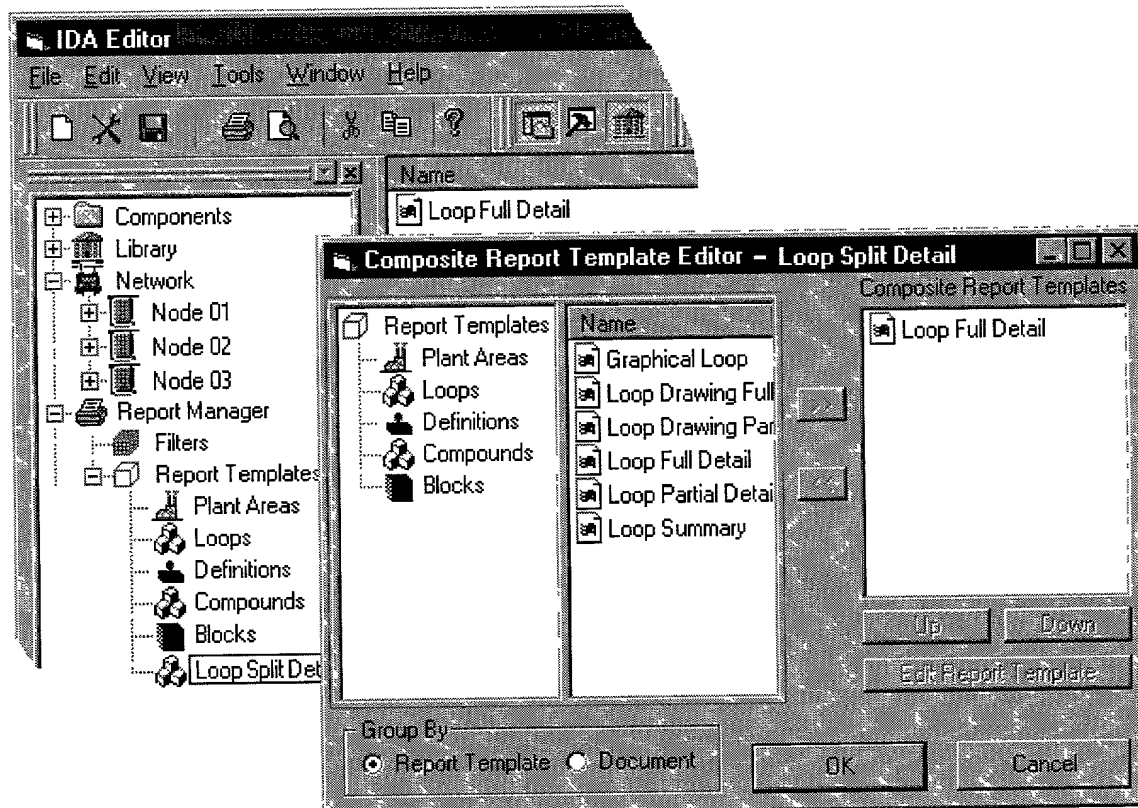 IDA Editor
File Edit View Tools Window Help
Name
Loop Full Detail
Components
Library
Network
Node 01
Node 02
Node 03
Report Manager
Filters
Report Templates
Plant Areas
Loops
Definitions
Compounds
Blocks
Loop Split Det
Composite Report Template Editor – Loop Split Detail
Report Templates
Plant Areas
Loops
Definitions
Compounds
Blocks
Name
Graphical Loop
Loop Drawing Full
Loop Drawing Par
Loop Full Detail
Loop Partial Detai
Loop Summary
>>
<<
Composite Report Templates
Loop Full Detail
Up Down
Edit Report Template
Group By
Report Template Document
OK Cancel